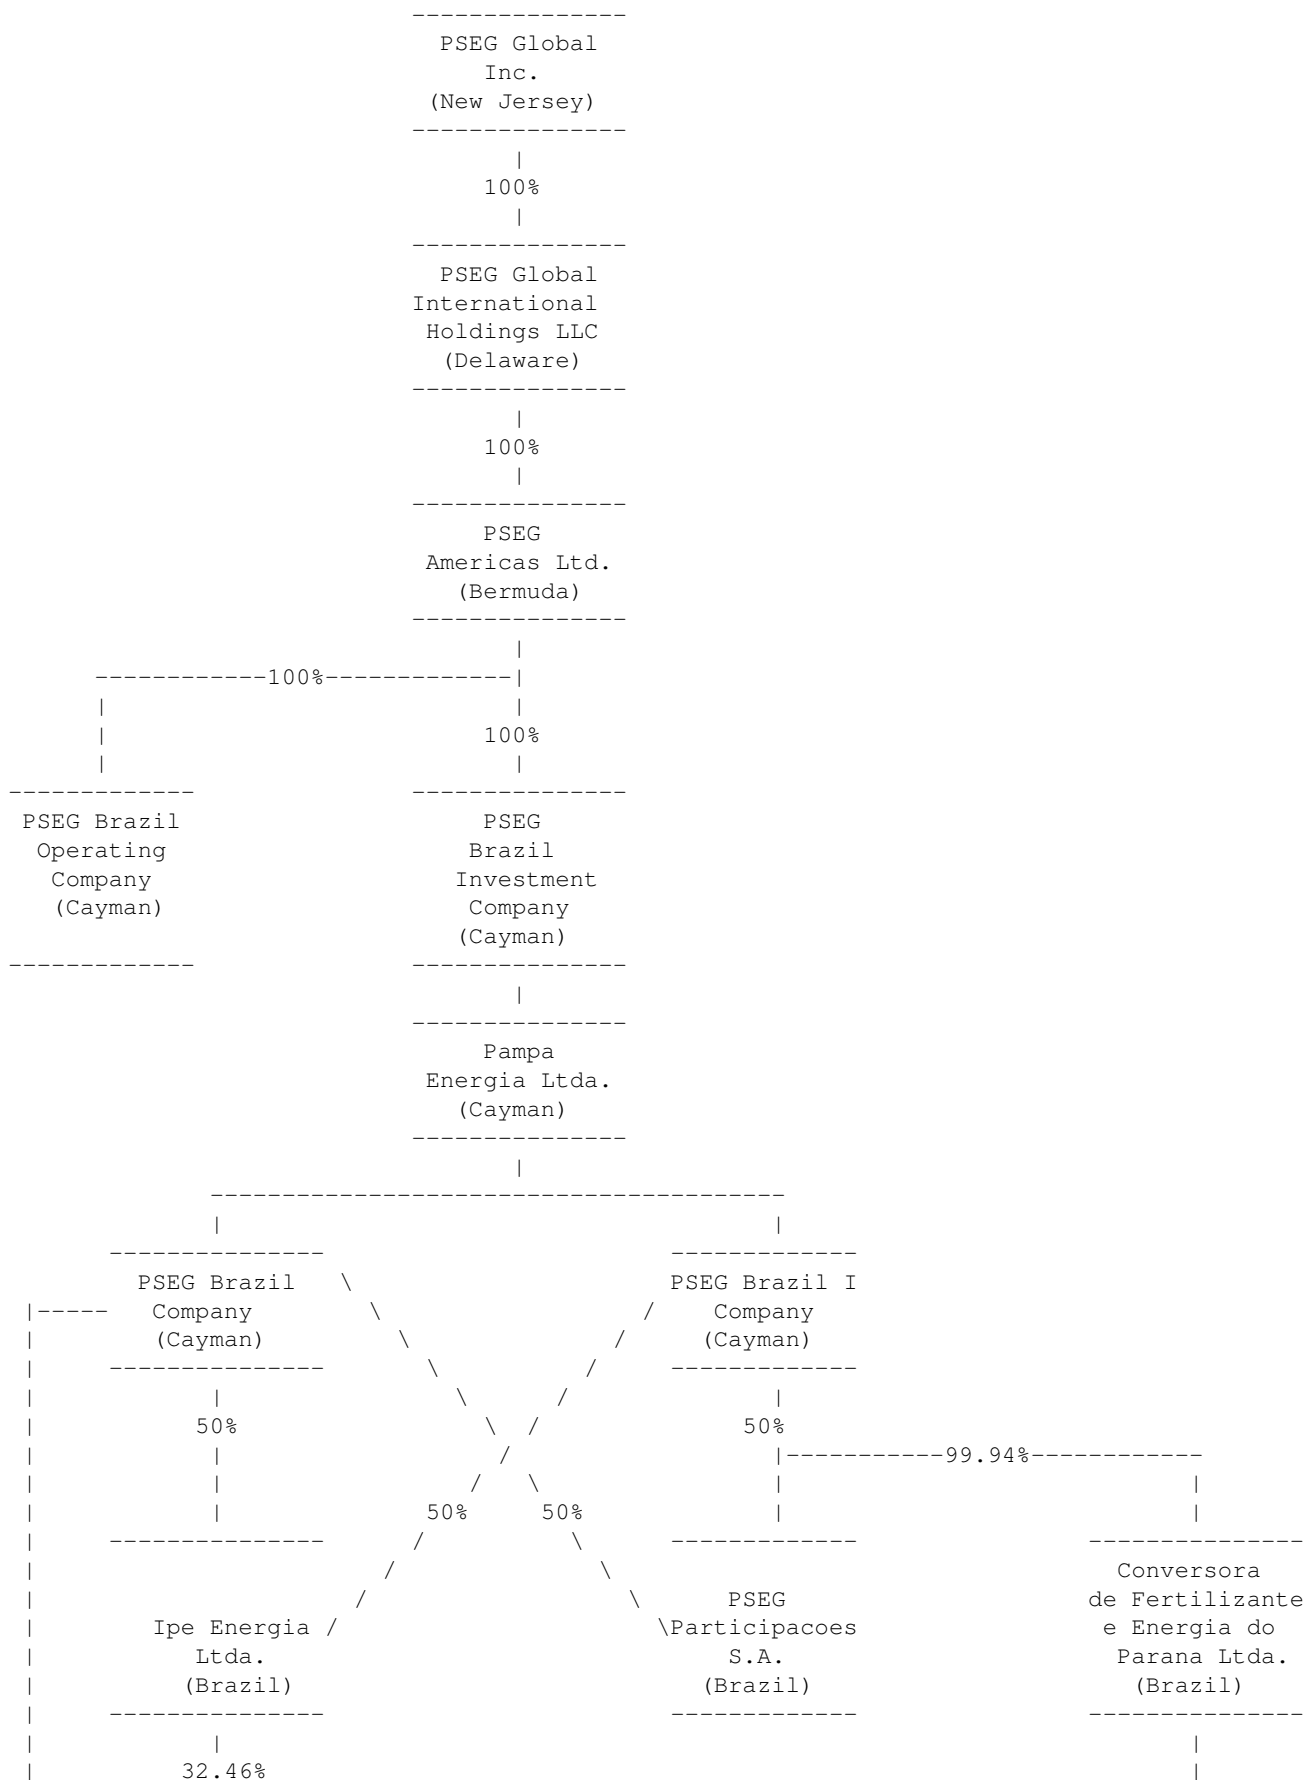 PSEG Global
Inc.
(New Jersey)
100%
PSEG Global
International
Holdings LLC
(Delaware)
100%
PSEG
Americas Ltd.
(Bermuda)
100%
100%
PSEG Brazil
Operating
Company
(Cayman)
PSEG
Brazil
Investment
Company
(Cayman)
Pampa
Energia Ltda.
(Cayman)
PSEG Brazil
Company
(Cayman)
PSEG Brazil I
Company
(Cayman)
50%
50%
99.94%
50%
50%
Ipe Energia
Ltda.
(Brazil)
PSEG
Participacoes
S.A.
(Brazil)
Conversora
de Fertilizante
e Energia do
Parana Ltda.
(Brazil)
32.46%